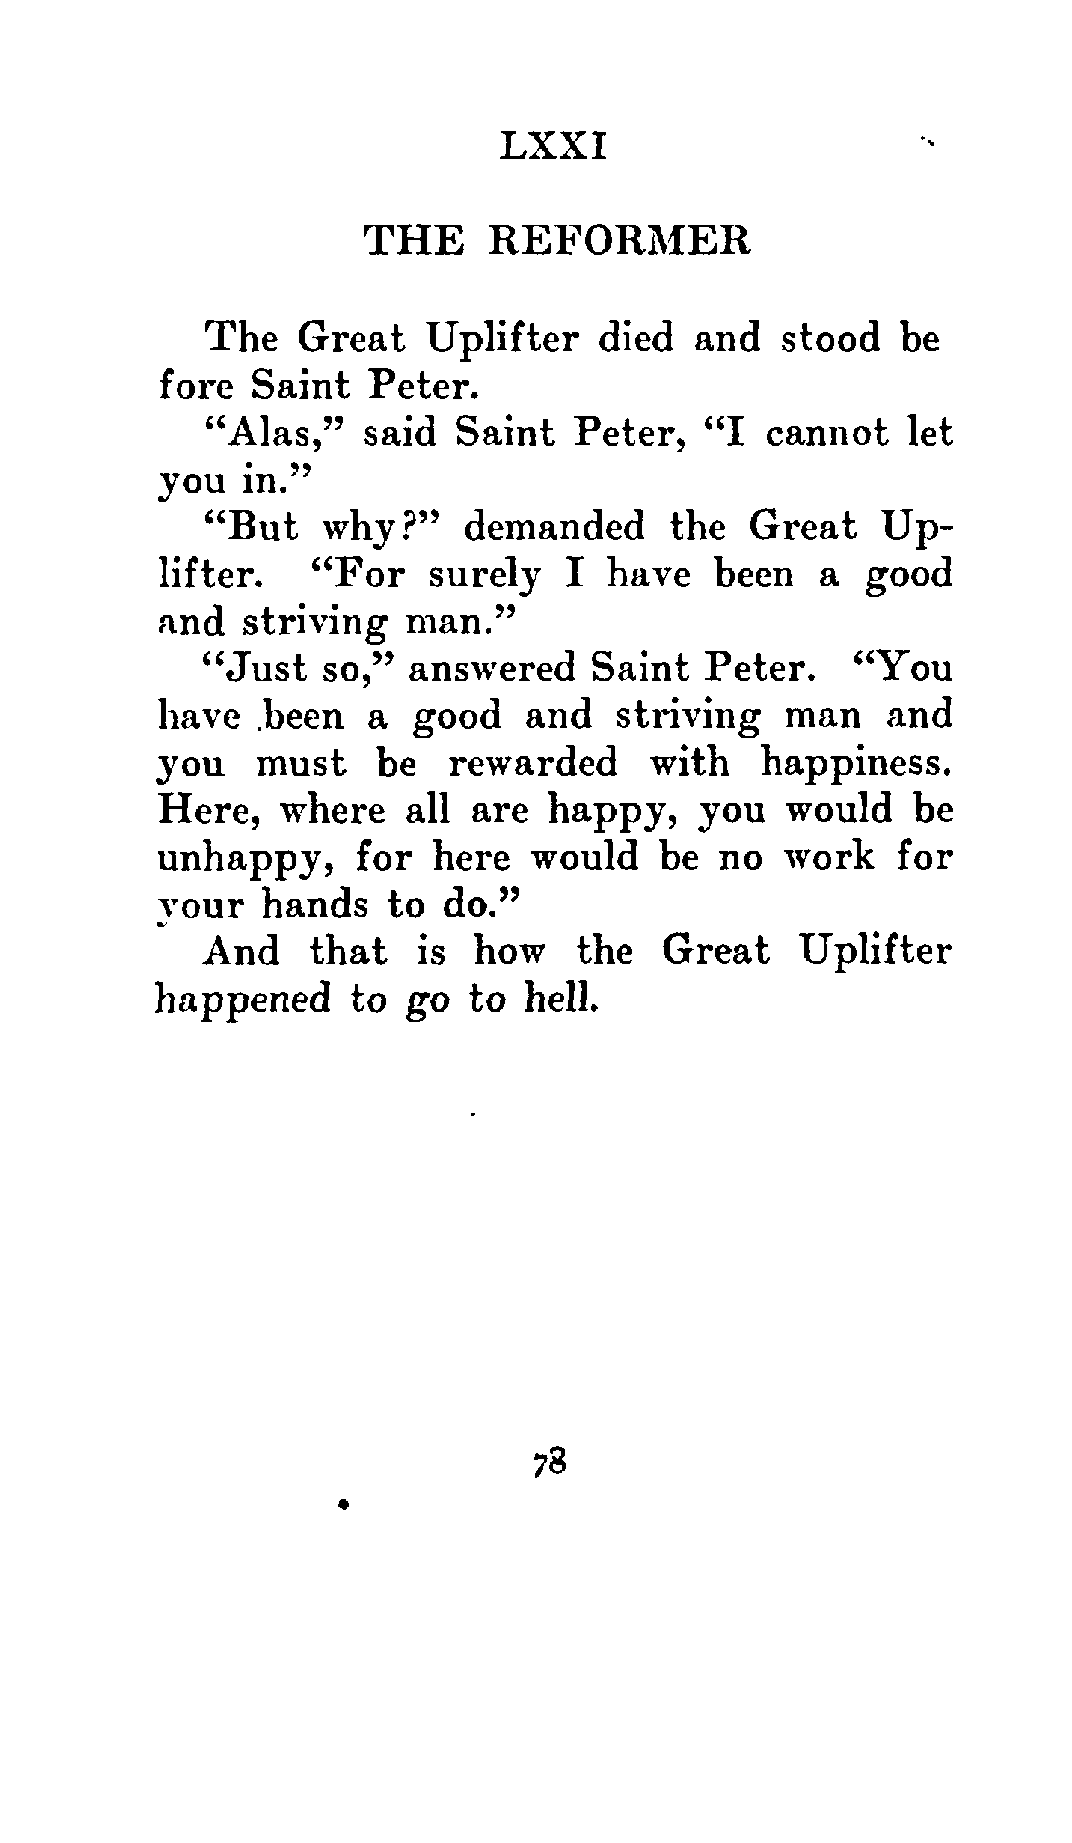 LXXI
THE REFORMER
The Great Uplifter died and stood be
fore Saint Peter.
“Alas,” said Saint Peter, “I cannot let
you in.”
“But why?” demanded the Great Up-
lifter. “For surely I have been a good
and striving man.”
“Just so,” answered Saint Peter. “You
have been a good and striving man and
you must be rewarded with happiness.
Here, where all are happy, you would be
unhappy, for here would be no work for
your hands to do.”
And that is how the Great Uplifter
happened to go to hell.
78